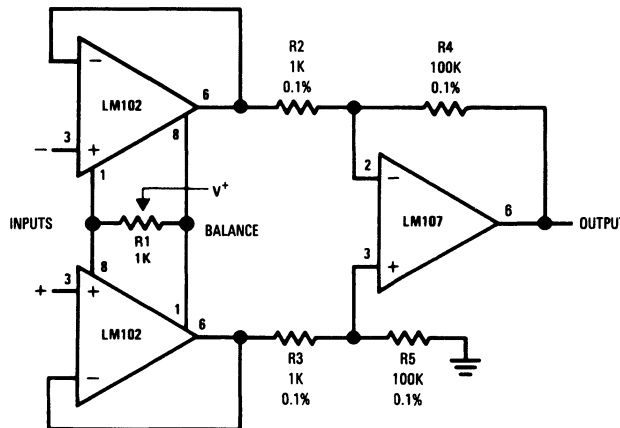 R2
1K
0.1%
R4
100K
0.1%
−
LM102
6
8
− 3 +
1
2
−
LM107
6
OUTPUT
3
+
V+
INPUTS
R1
1K
BALANCE
8
+ 3 +
1
LM102
6
−
R3
1K
0.1%
R5
100K
0.1%